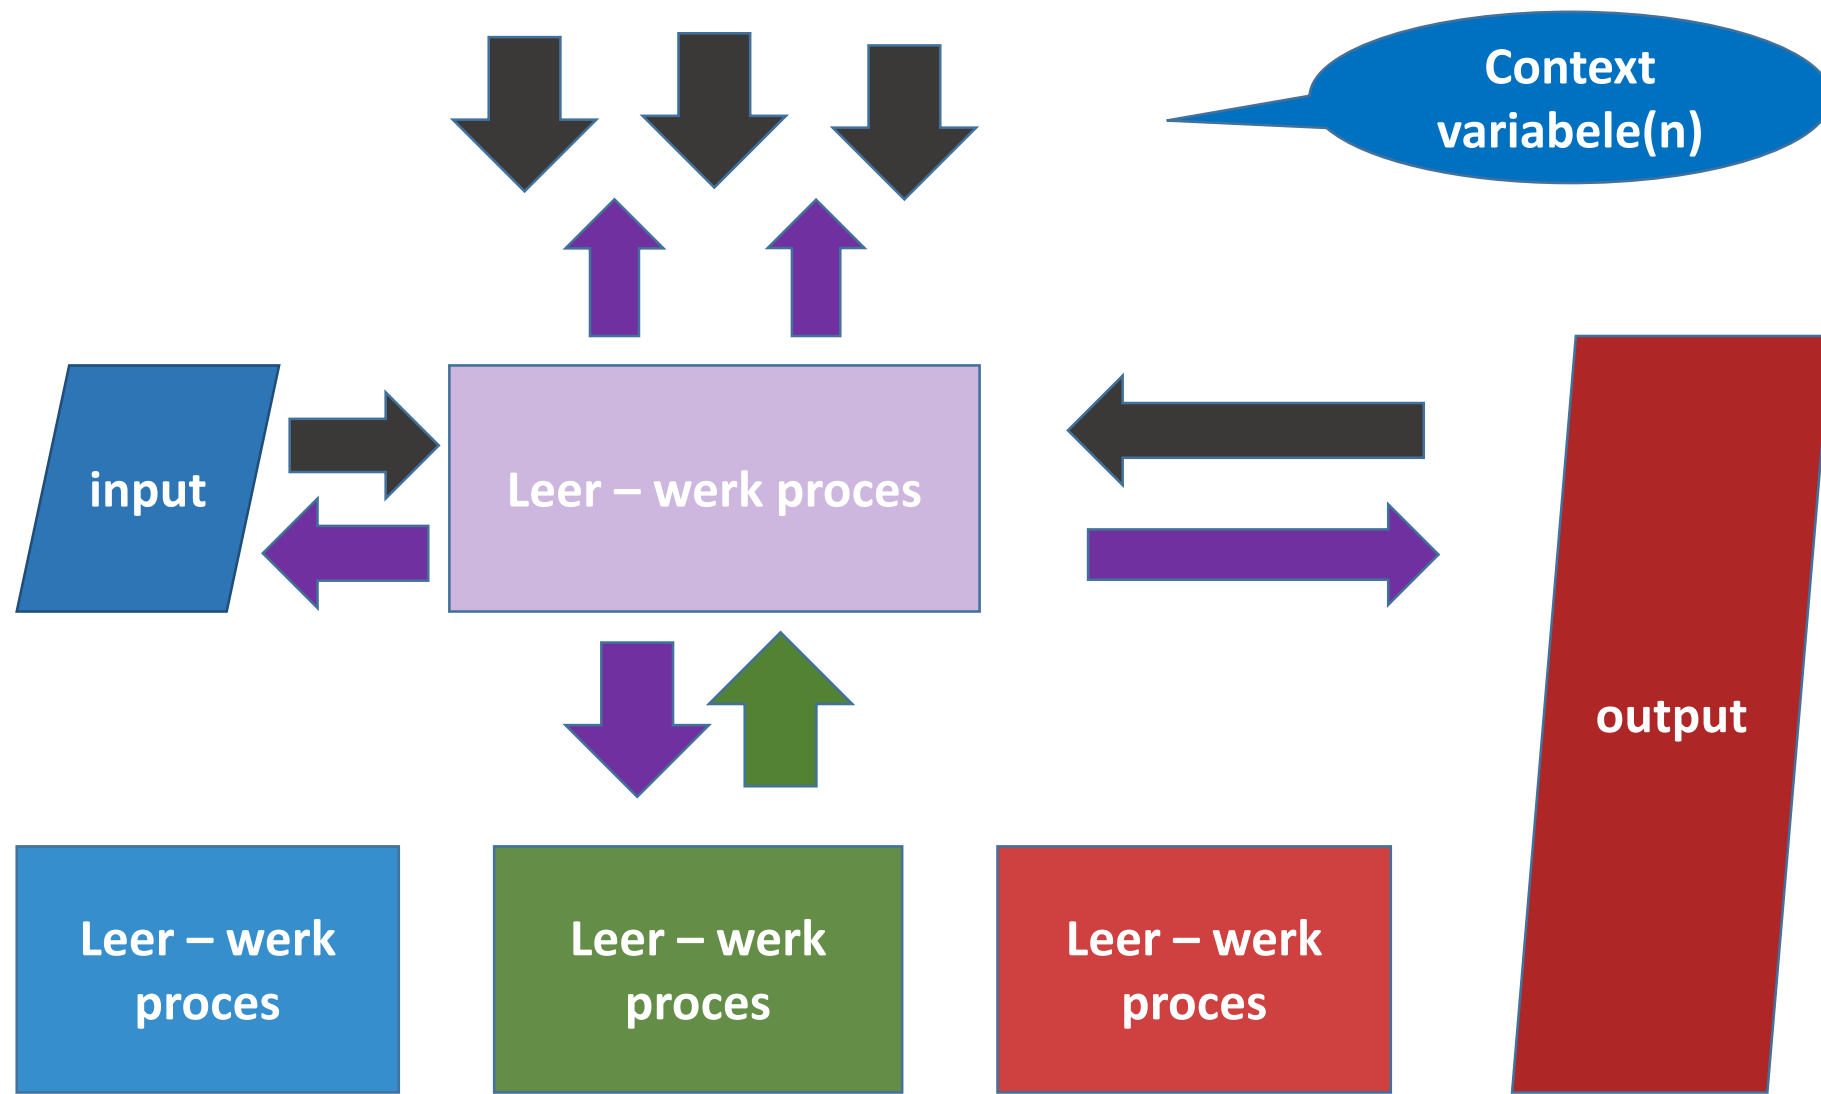 Context
variabele(n)
input
Leer – werk proces
output
Leer – werk
proces
Leer – werk
proces
Leer – werk
proces